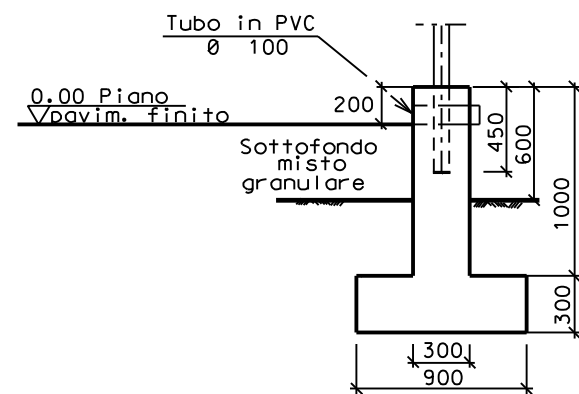 Tubo in PVC
Ø 100
0.00 Piano
pavim. finito
200
Sottofondo
misto
granulare
450
600
1000
300
300
900